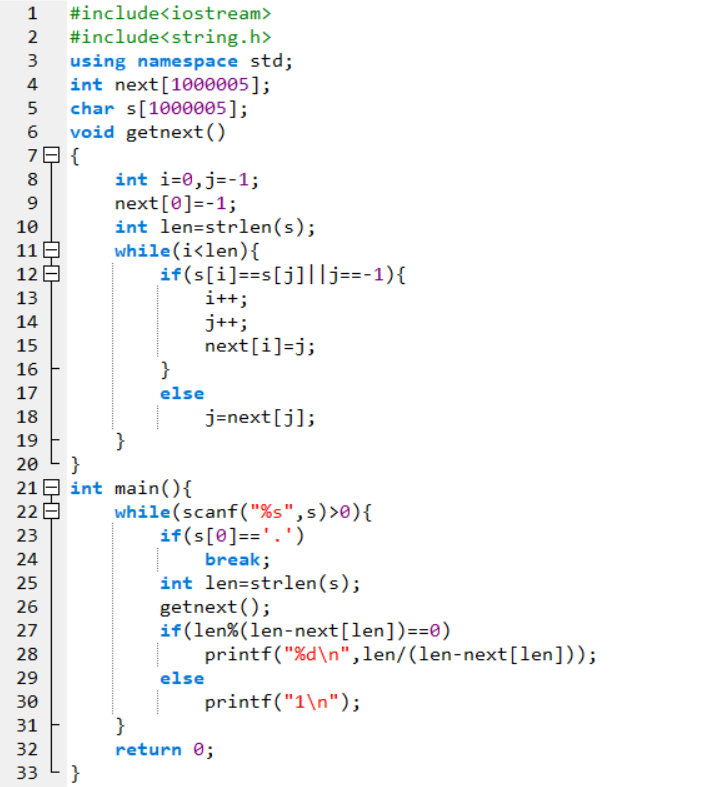 1 #include<iostream>
2 #include<string.h>
3 using namespace std;
4 int next[1000005];
5 char s[1000005];
6 void getnext()
7 {
8 int i=0,j=-1;
9 next[0]=-1;
10 int len=strlen(s);
11 while(i<len){
12 if(s[i]==s[j]||j==-1){
13 i++;
14 j++;
15 next[i]=j;
16 }
17 else
18 j=next[j];
19 }
20 }
21 int main(){
22 while(scanf("%s",s)>0){
23 if(s[0]=='.')
24 break;
25 int len=strlen(s);
26 getnext();
27 if(len%(len-next[len])==0)
28 printf("%d\n",len/(len-next[len]));
29 else
30 printf("1\n");
31 }
32 return 0;
33 }